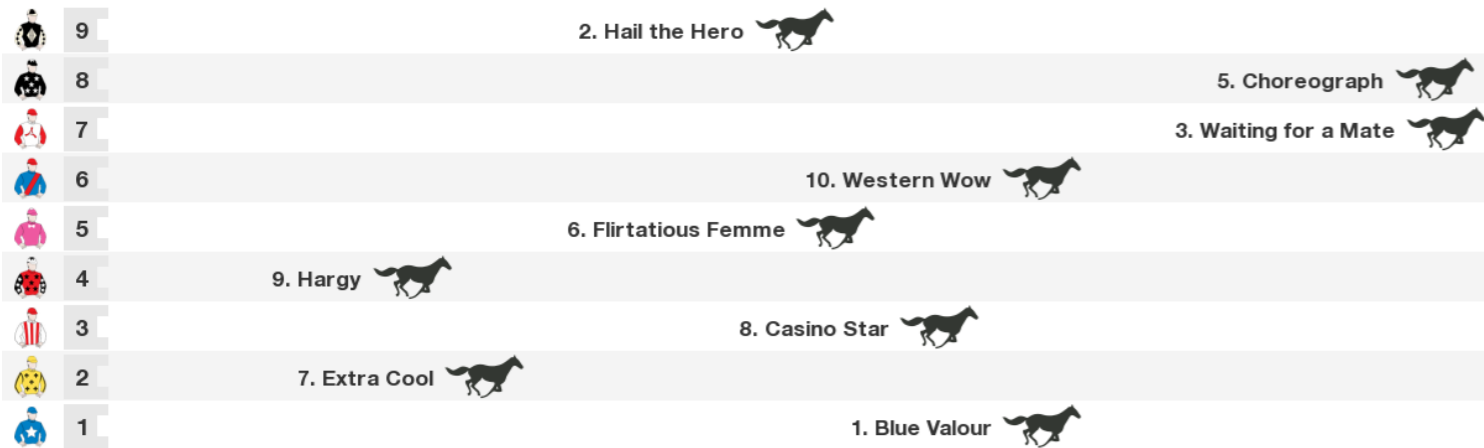 9 2. Hail the Hero
8 5. Choreograph
7 3. Waiting for a Mate
6 10. Western Wow
5 6. Flirtatious Femme
4 9. Hargy
3 8. Casino Star
2 7. Extra Cool
1 1. Blue Valour